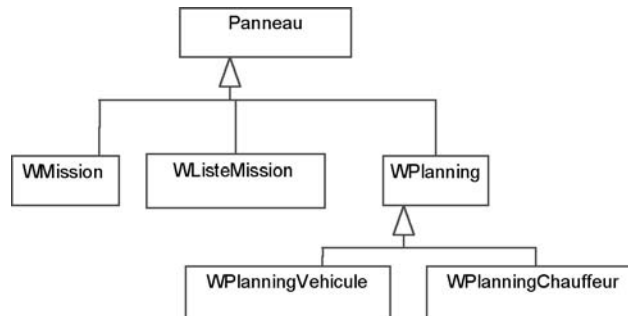 Panneau
WMission
WListeMission
WPlanning
WPlanningVehicule
WPlanningChauffeur